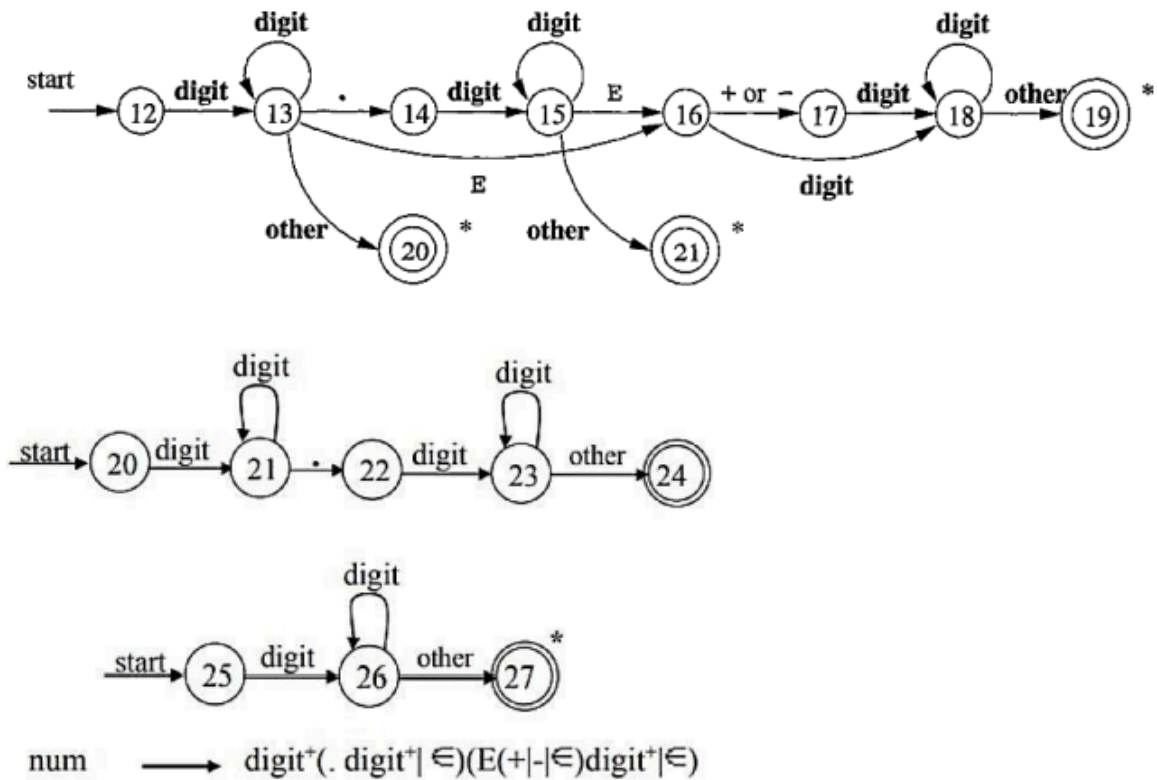 digit digit digit
start digit . digit E + or - digit other *
12 13 14 15 16 17 18 19
E digit
other * other *
20 21
digit digit
start digit . digit other
20 21 22 23 24
digit
start digit other *
25 26 27
num → digit⁺(. digit⁺| ∈)(E(+|-|∈)digit⁺|∈)